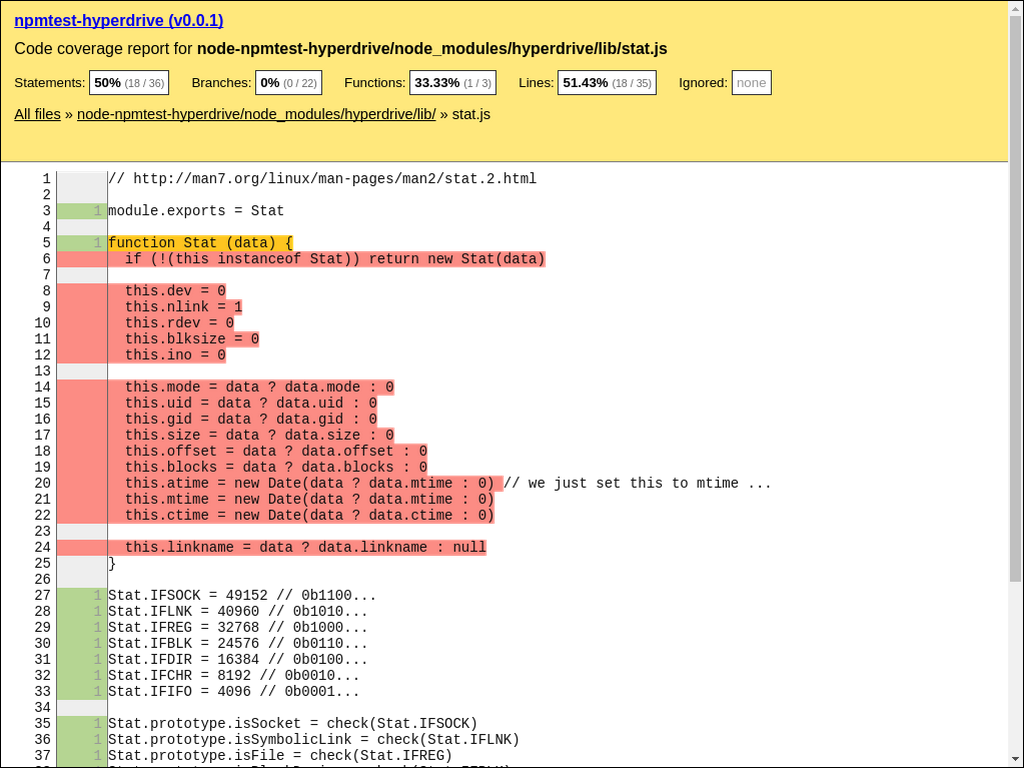 npmtest-hyperdrive (v0.0.1)
Code coverage report for node-npmtest-hyperdrive/node_modules/hyperdrive/lib/stat.js
Statements: 50% (18 / 36) Branches: 0% (0 / 22) Functions: 33.33% (1 / 3) Lines: 51.43% (18 / 35) Ignored: none
All files » node-npmtest-hyperdrive/node_modules/hyperdrive/lib/ » stat.js
1 // http://man7.org/linux/man-pages/man2/stat.2.html
2
3 1 module.exports = Stat
4
5 1 function Stat (data) {
6 if (!(this instanceof Stat)) return new Stat(data)
7
8 this.dev = 0
9 this.nlink = 1
10 this.rdev = 0
11 this.blksize = 0
12 this.ino = 0
13
14 this.mode = data ? data.mode : 0
15 this.uid = data ? data.uid : 0
16 this.gid = data ? data.gid : 0
17 this.size = data ? data.size : 0
18 this.offset = data ? data.offset : 0
19 this.blocks = data ? data.blocks : 0
20 this.atime = new Date(data ? data.mtime : 0) // we just set this to mtime ...
21 this.mtime = new Date(data ? data.mtime : 0)
22 this.ctime = new Date(data ? data.ctime : 0)
23
24 this.linkname = data ? data.linkname : null
25 }
26
27 1 Stat.IFSOCK = 49152 // 0b1100...
28 1 Stat.IFLNK = 40960 // 0b1010...
29 1 Stat.IFREG = 32768 // 0b1000...
30 1 Stat.IFBLK = 24576 // 0b0110...
31 1 Stat.IFDIR = 16384 // 0b0100...
32 1 Stat.IFCHR = 8192 // 0b0010...
33 1 Stat.IFIFO = 4096 // 0b0001...
34
35 1 Stat.prototype.isSocket = check(Stat.IFSOCK)
36 1 Stat.prototype.isSymbolicLink = check(Stat.IFLNK)
37 1 Stat.prototype.isFile = check(Stat.IFREG)